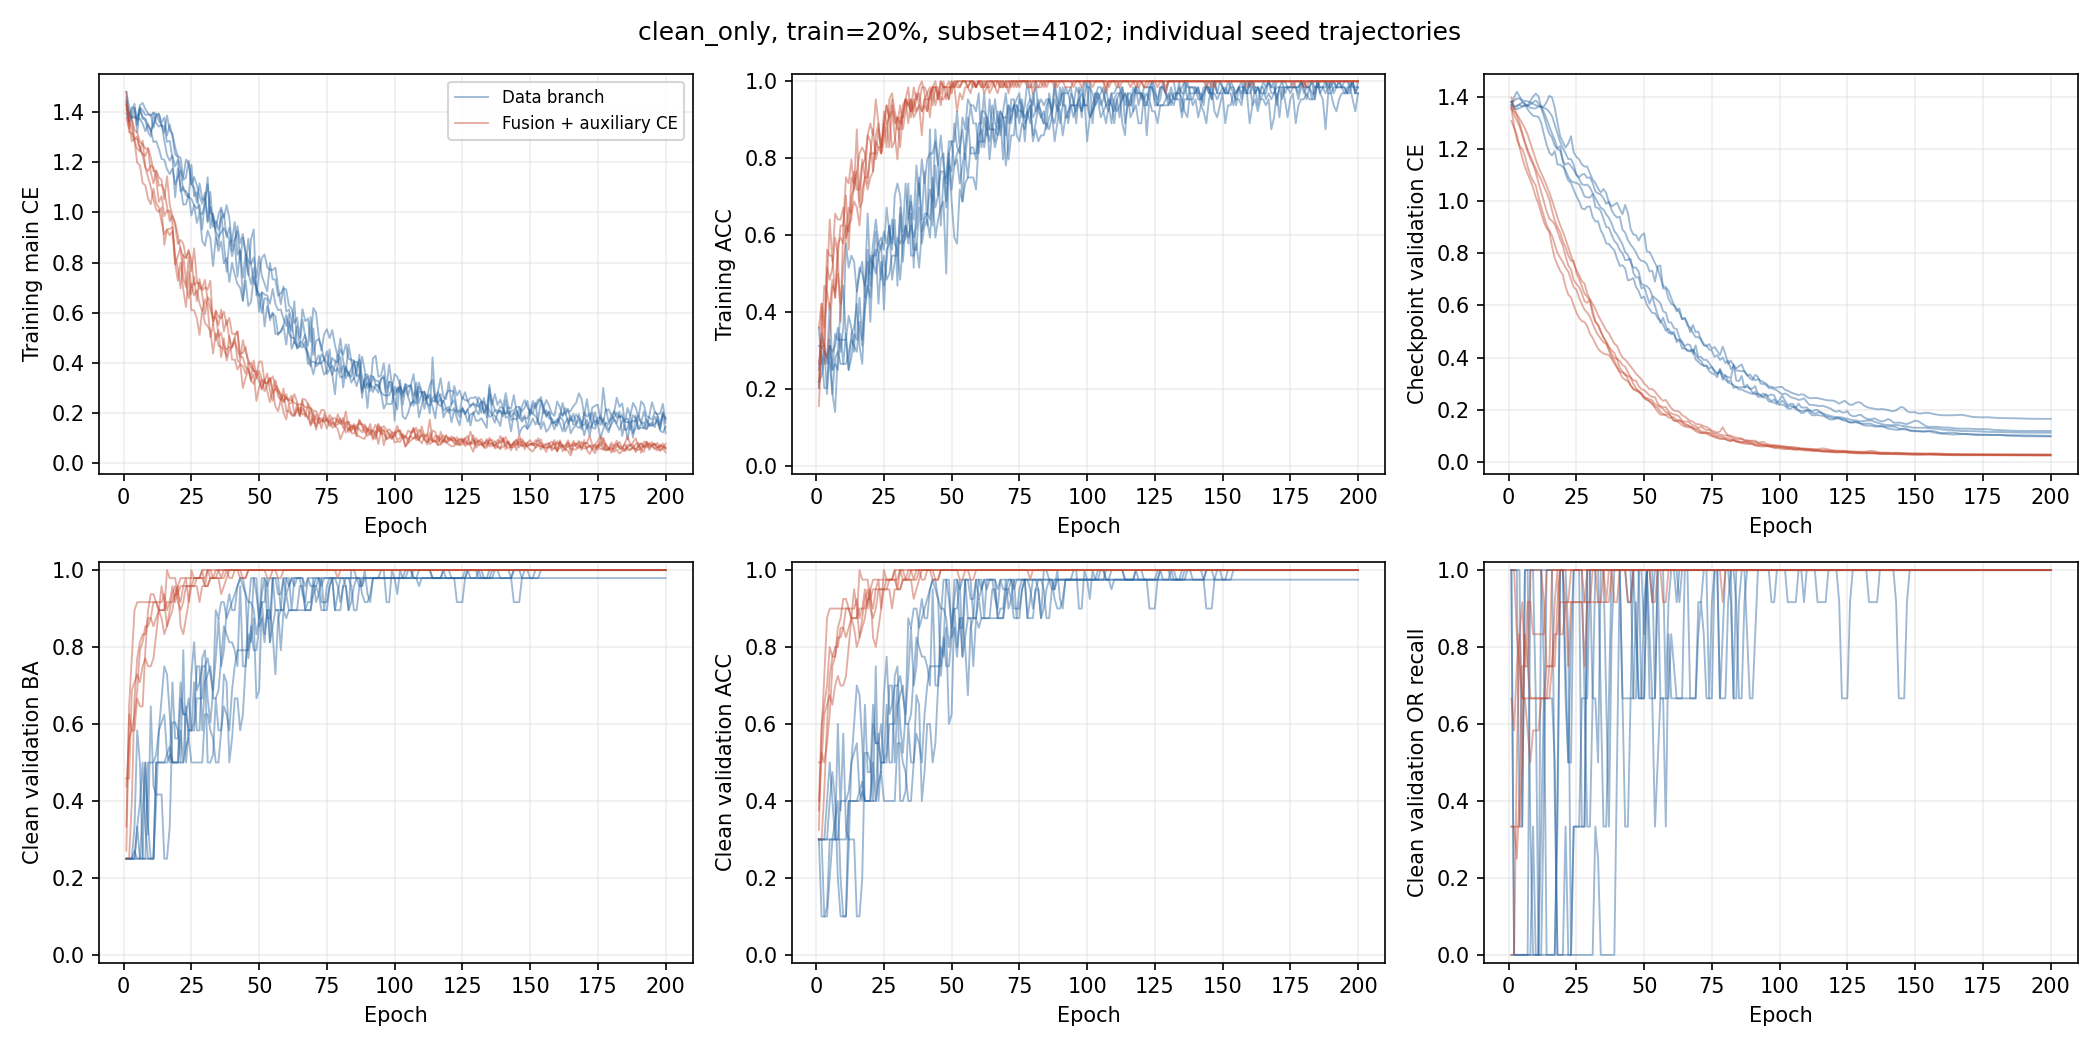 clean_only, train=20%, subset=4102; individual seed trajectories
Training main CE
1.4
1.2
1.0
0.8
0.6
0.4
0.2
0.0
Data branch
Fusion + auxiliary CE
0 25 50 75 100 125 150 175 200
Epoch
Training ACC
1.0
0.8
0.6
0.4
0.2
0.0
0 25 50 75 100 125 150 175 200
Epoch
Checkpoint validation CE
1.4
1.2
1.0
0.8
0.6
0.4
0.2
0.0
0 25 50 75 100 125 150 175 200
Epoch
Clean validation BA
1.0
0.8
0.6
0.4
0.2
0.0
0 25 50 75 100 125 150 175 200
Epoch
Clean validation ACC
1.0
0.8
0.6
0.4
0.2
0.0
0 25 50 75 100 125 150 175 200
Epoch
Clean validation OR recall
1.0
0.8
0.6
0.4
0.2
0.0
0 25 50 75 100 125 150 175 200
Epoch